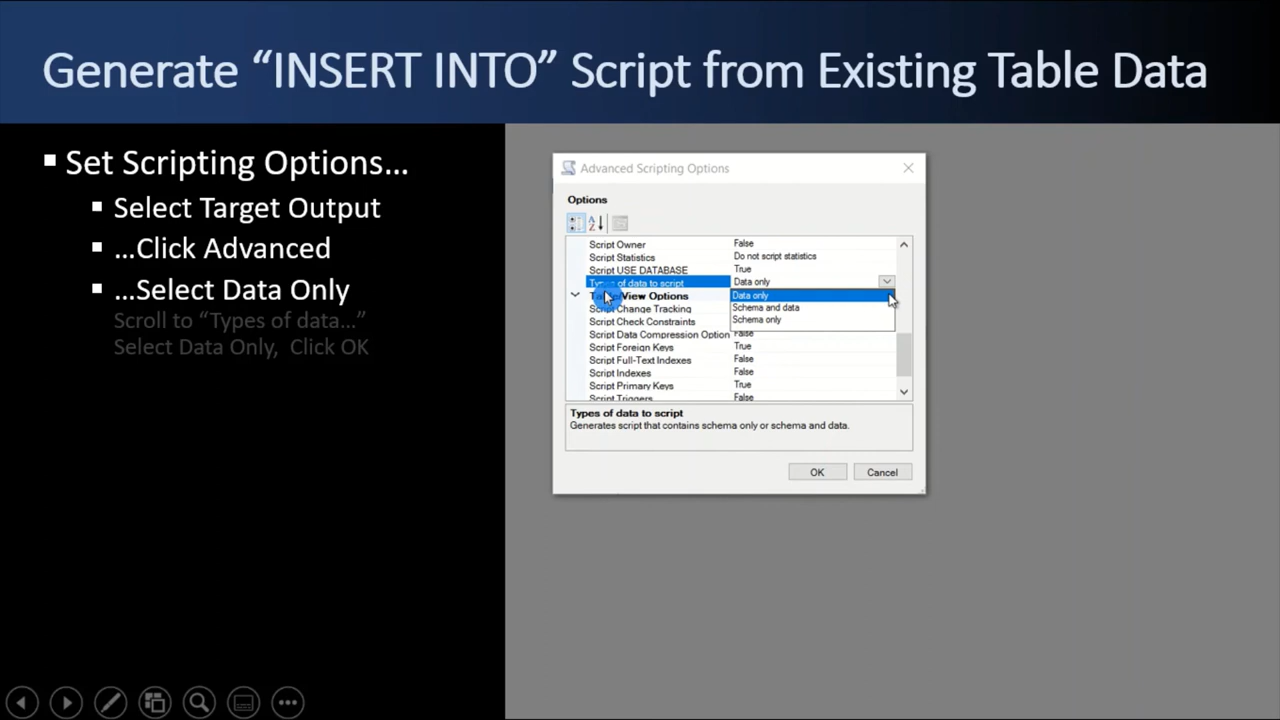 Generate “INSERT INTO” Script from Existing Table Data
Set Scripting Options...
Select Target Output
...Click Advanced
...Select Data Only
Scroll to “Types of data...”
Select Data Only, Click OK
Advanced Scripting Options
Options
Script Owner False
Script Statistics Do not script statistics
Script USE DATABASE True
Types of data to script Data only
Data only
Schema and data
Schema only
Table/View Options
Script Change Tracking
Script Check Constraints
Script Data Compression Option False
Script Foreign Keys True
Script Full-Text Indexes False
Script Indexes False
Script Primary Keys True
Script Triggers False
Types of data to script
Generates script that contains schema only or schema and data.
OK Cancel